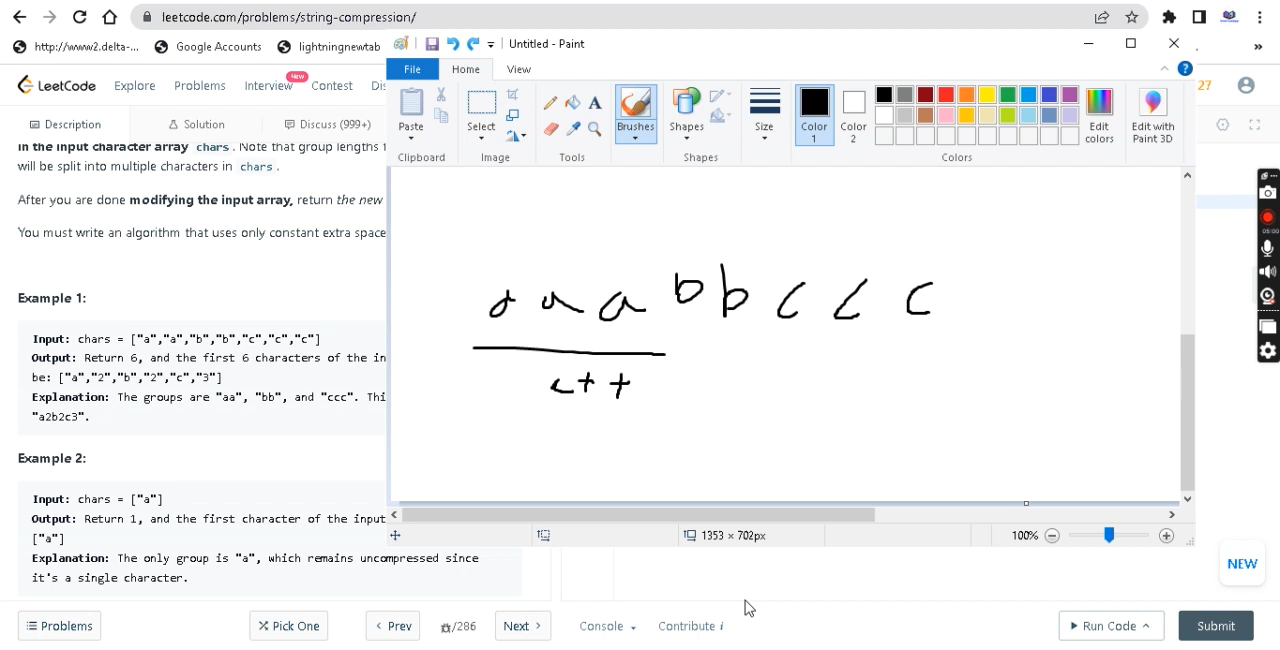 leetcode.com/problems/string-compression/
http://www2.delta-... Google Accounts lightningnewtab »
Untitled - Paint
File Home View
LeetCode Explore Problems Interview New Contest Dis 27
Description Solution Discuss (999+)
Paste Select Brushes Shapes Size Color 1 Color 2 Edit colors Edit with Paint 3D
Clipboard Image Tools Shapes Colors
in the input character array chars. Note that group lengths
will be split into multiple characters in chars.
After you are done modifying the input array, return the new
You must write an algorithm that uses only constant extra space
05:00
a a a b b c c c
c++
Example 1:
Input: chars = ["a","a","b","b","c","c","c"]
Output: Return 6, and the first 6 characters of the in
be: ["a","2","b","2","c","3"]
Explanation: The groups are "aa", "bb", and "ccc". Thi
"a2b2c3".
Example 2:
Input: chars = ["a"]
Output: Return 1, and the first character of the input
["a"]
Explanation: The only group is "a", which remains uncompressed since
it's a single character.
1353 × 702px 100%
NEW
Problems Pick One < Prev /286 Next > Console Contribute i Run Code Submit